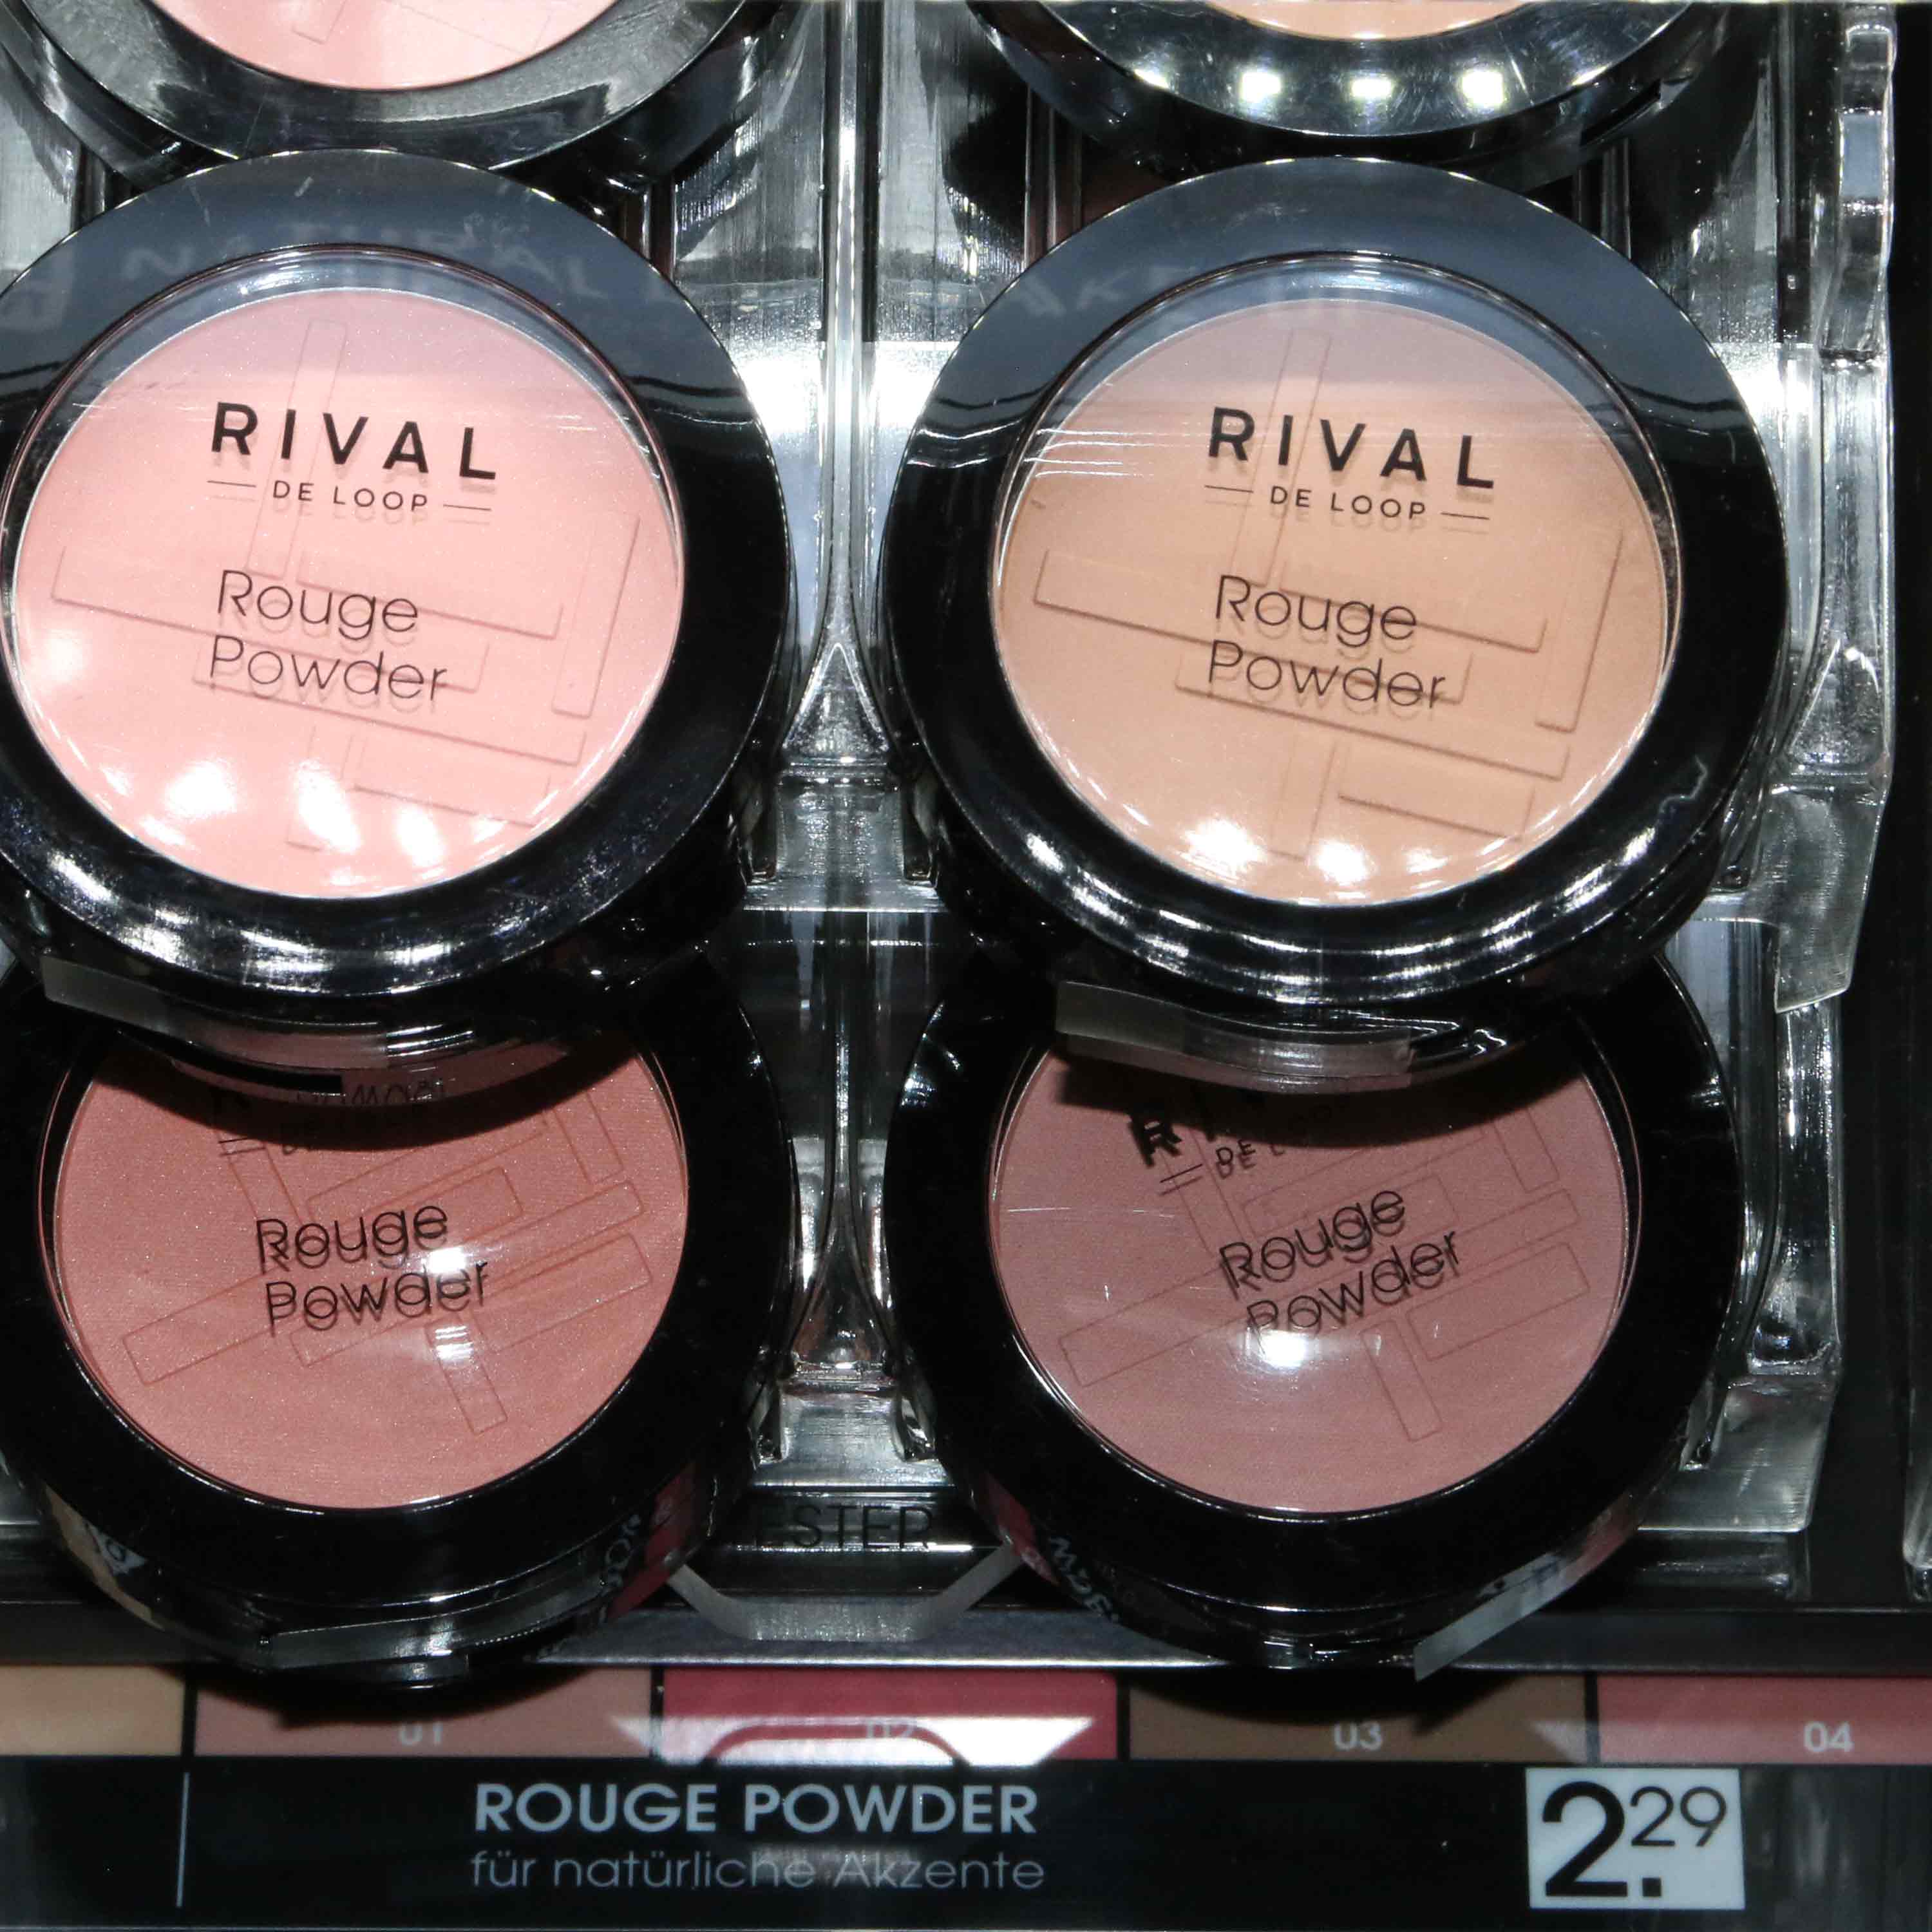 RIVAL
DE LOOP
Rouge
Powder
RIVAL
DE LOOP
Rouge
Powder
Rouge
Powder
R
DE
Rouge
Powder
01
02
03
04
ROUGE POWDER
für natürliche Akzente
2.29